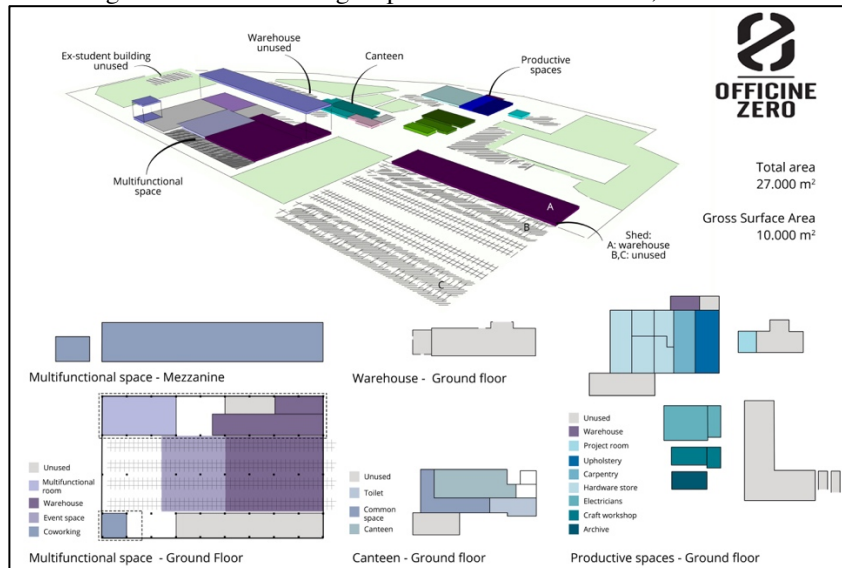 Ex-student building
unused
Warehouse
unused
Canteen
Productive
spaces
OFFICINE
ZERO
Multifunctional
space
Total area
27.000 m²
Gross Surface Area
10.000 m²
A
B
C
Shed:
A: warehouse
B,C: unused
Multifunctional space - Mezzanine
Warehouse - Ground floor
Unused
Multifunctional
room
Warehouse
Event space
Coworking
Multifunctional space - Ground Floor
Unused
Toilet
Common
space
Canteen
Canteen - Ground floor
Unused
Warehouse
Project room
Upholstery
Carpentry
Hardware store
Electricians
Craft workshop
Archive
Productive spaces - Ground floor